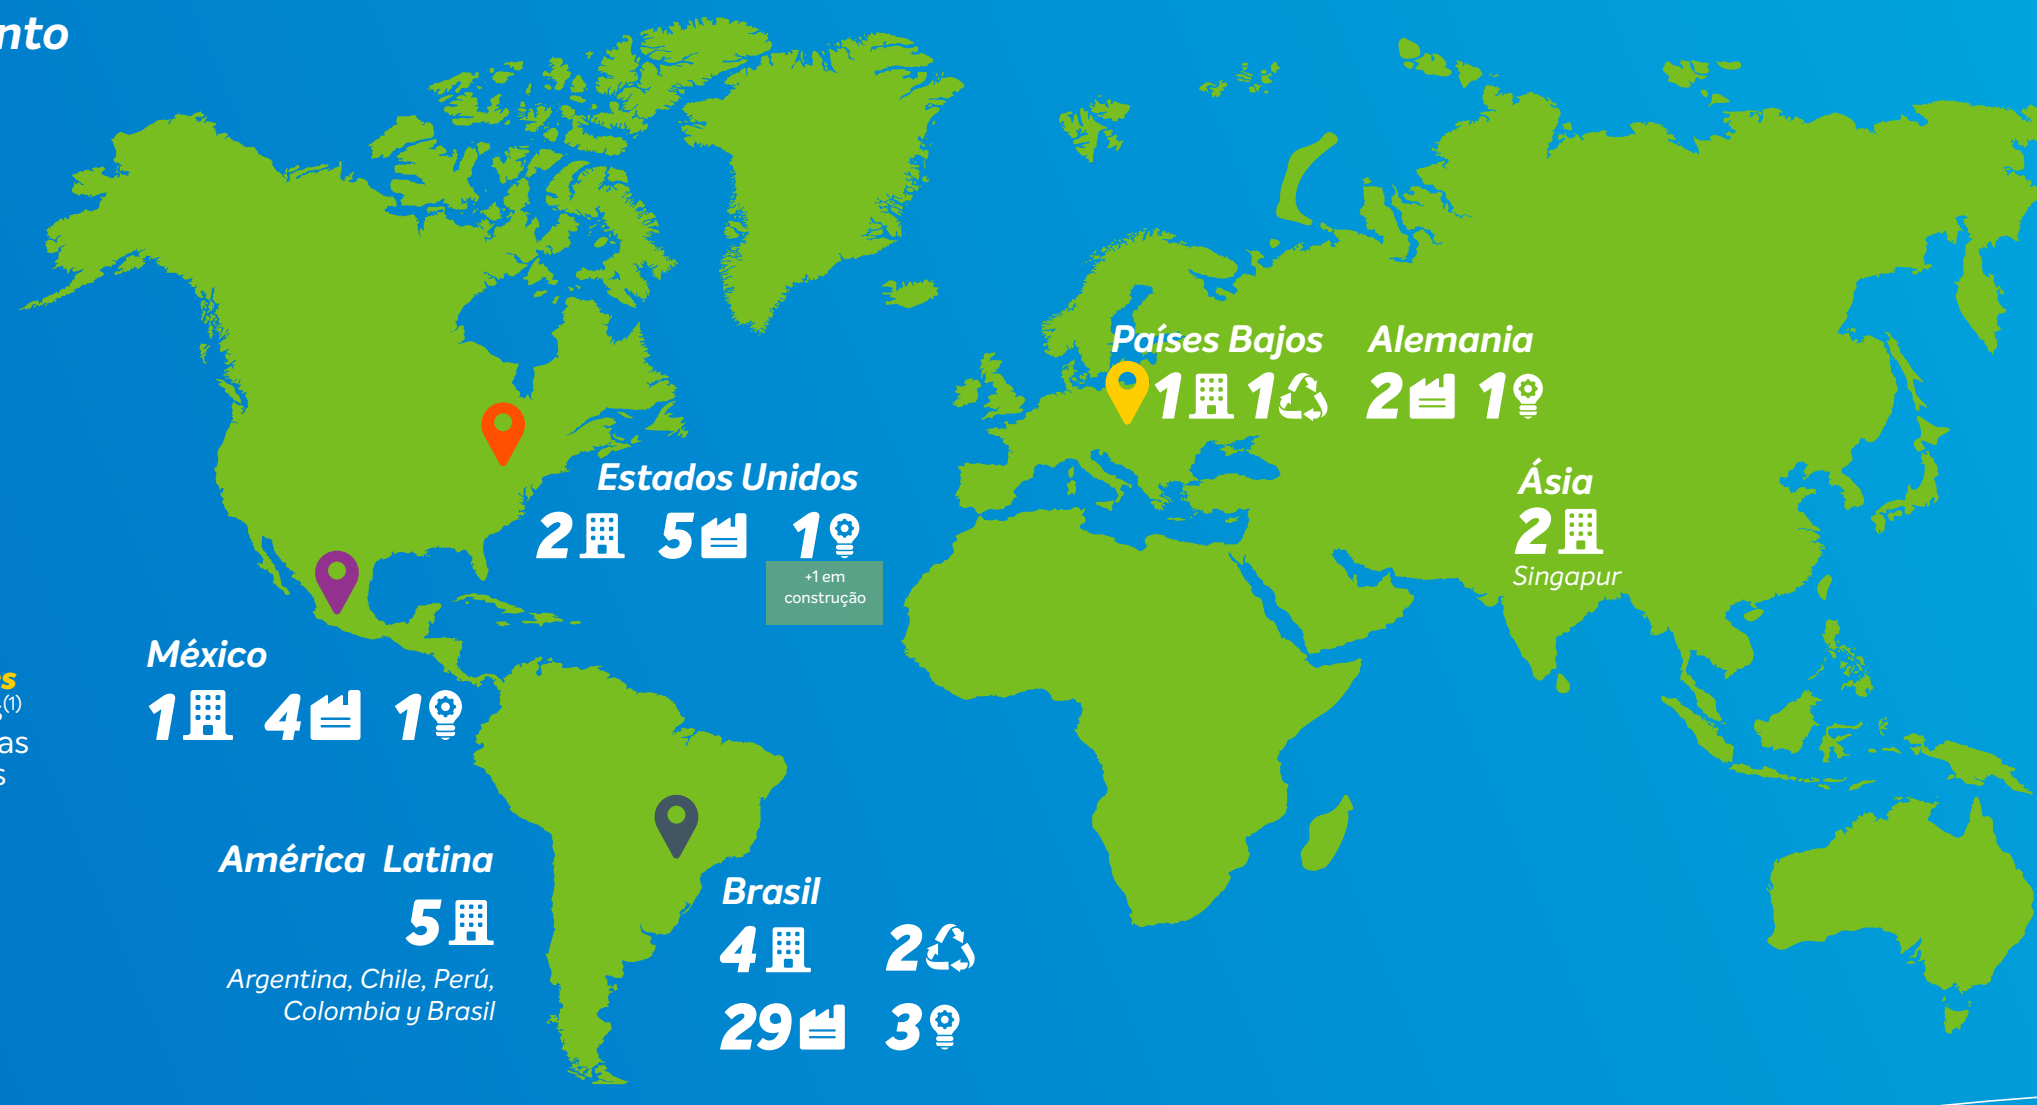 nto
Países Bajos Alemania
1 1 2 1
Estados Unidos
2 5 1
+1 em
construção
Ásia
2
Singapur
México
1 4 1
s
(1)
as
s
América Latina
5
Argentina, Chile, Perú,
Colombia y Brasil
Brasil
4 2
29 3